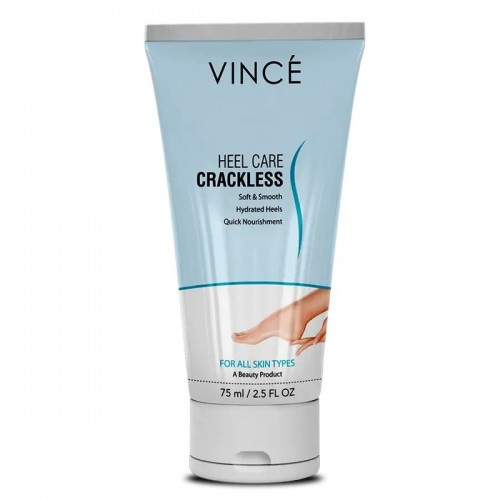 VINCÉ
HEEL CARE
CRACKLESS
Soft & Smooth
Hydrated Heels
Quick Nourishment
FOR ALL SKIN TYPES
A Beauty Product
75 ml / 2.5 FL OZ